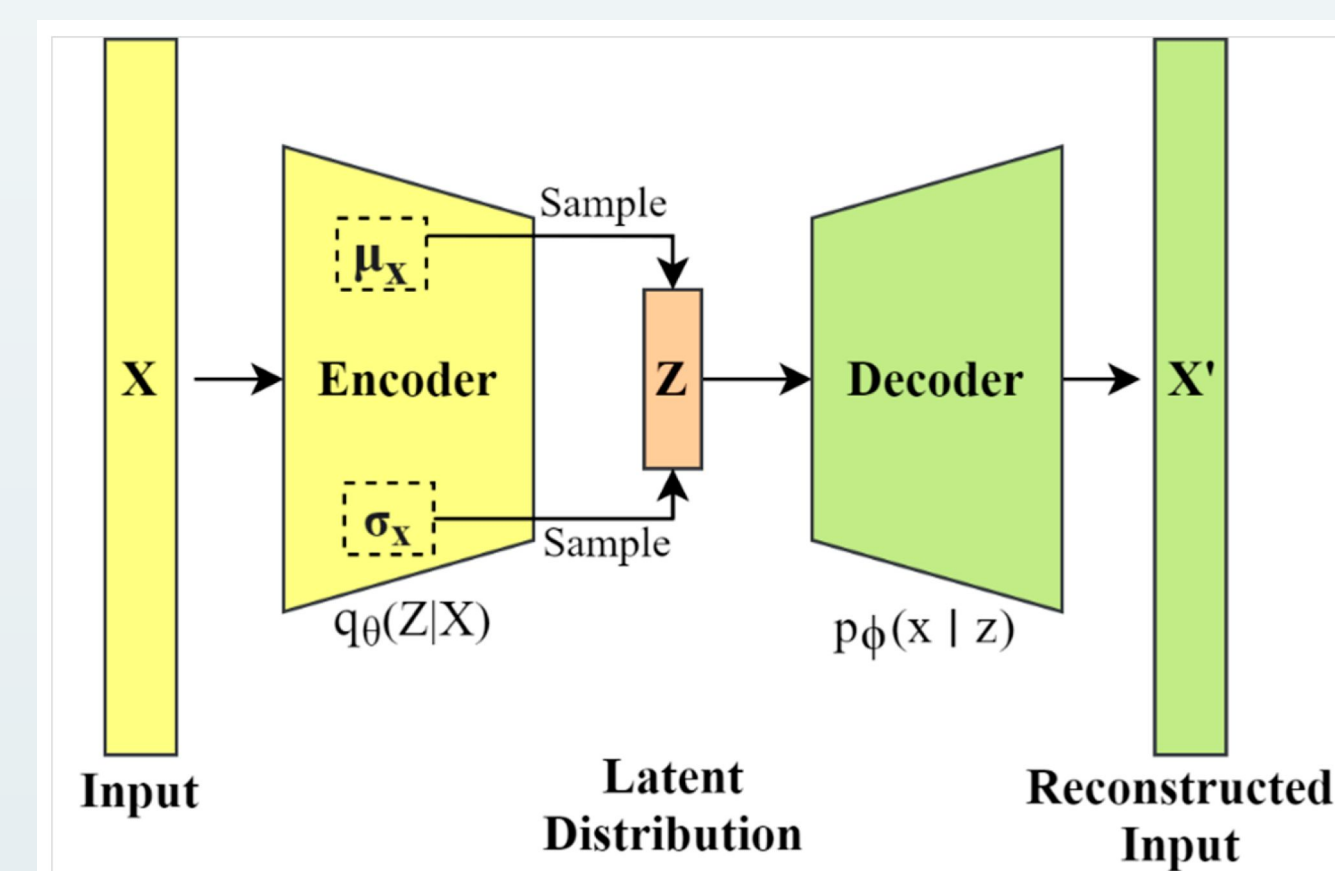 Sample
μx
X
Encoder
Z
Decoder
X'
σx
Sample
qθ(Z|X)
pϕ(x | z)
Input
Latent
Distribution
Reconstructed
Input